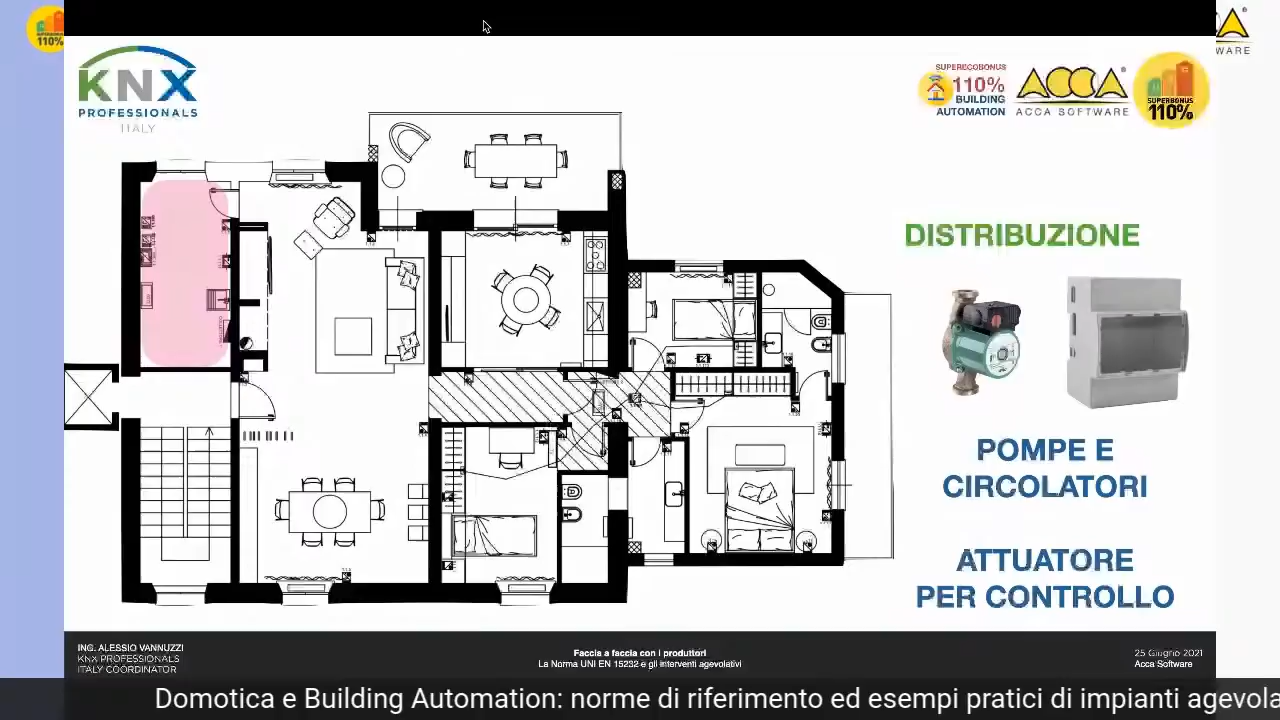 110%
WARE
KNX
PROFESSIONALS
ITALY
SUPERECOBONUS
110%
BUILDING
AUTOMATION
ACCA
ACCA SOFTWARE
SUPERBONUS
110%
DISTRIBUZIONE
POMPE E
CIRCOLATORI
ATTUATORE
PER CONTROLLO
ING. ALESSIO VANNUZZI
KNX PROFESSIONALS
ITALY COORDINATOR
Faccia a faccia con i produttori
La Norma UNI EN 15232 e gli interventi agevolativi
25 Giugno 2021
Acca Software
Domotica e Building Automation: norme di riferimento ed esempi pratici di impianti agevola